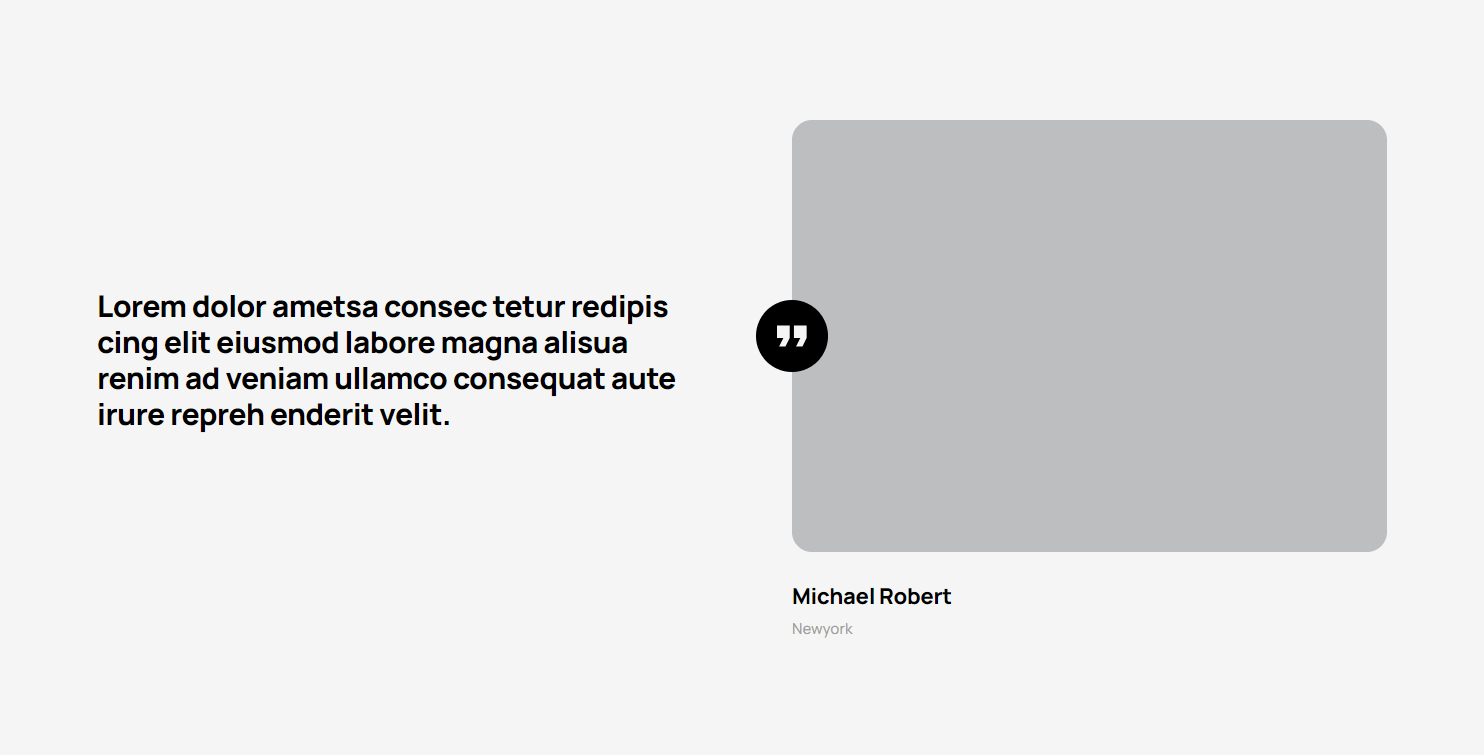 Lorem dolor ametsa consec tetur redipis
cing elit eiusmod labore magna alisua
renim ad veniam ullamco consequat aute
irure repreh enderit velit.
Michael Robert
Newyork